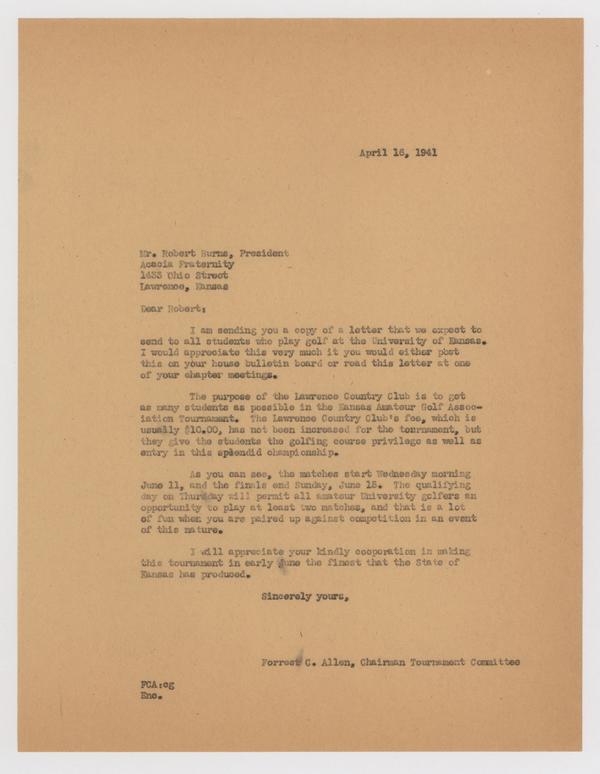 April 16, 1941
Mr. Robert Burns, President
Acacia Fraternity
1433 Ohio Street
Lawrence, Kansas
Dear Robert:
I am sending you a copy of a letter that we expect to
send to all students who play golf at the University of Kansas.
I would appreciate this very much it you would either post
this on your house bulletin board or read this letter at one
of your chapter meetings.
The purpose of the Lawrence Country Club is to get
as many students as possible in the Kansas Amateur Golf Assoc-
iation Tournament. The Lawrence Country Club's fee, which is
usually $10.00, has not been increased for the tournament, but
they give the students the golfing course privilege as well as
entry in this splendid championship.
As you can see, the matches start Wednesday morning
June 11, and the finals end Sunday, June 15. The qualifying
day on Thursday will permit all amateur University golfers an
opportunity to play at least two matches, and that is a lot
of fun when you are paired up against competition in an event
of this nature.
I will appreciate your kindly cooperation in making
this tournament in early June the finest that the State of
Kansas has produced.
Sincerely yours,
Forrest C. Allen, Chairman Tournament Committee
FCA:cg
Enc.